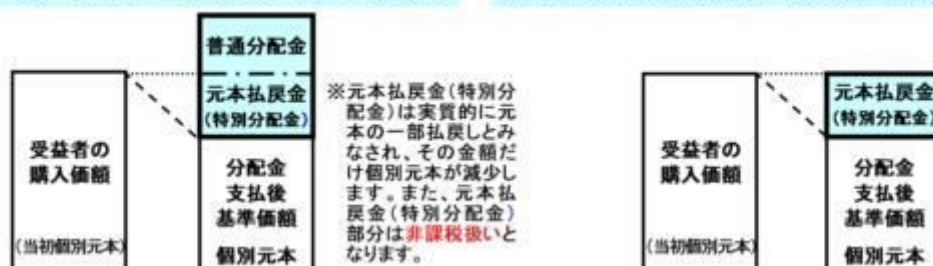 普通分配金
元本払戻金
(特別分配金)
受益者の
購入価額
(当初個別元本)
分配金
支払後
基準価額
個別元本
※元本払戻金(特別分
配金)は実質的に元
本の一部払戻しとみ
なされ、その金額だ
け個別元本が減少し
ます。また、元本払
戻金(特別分配金)
部分は非課税扱いと
なります。
元本払戻金
(特別分配金)
受益者の
購入価額
(当初個別元本)
分配金
支払後
基準価額
個別元本